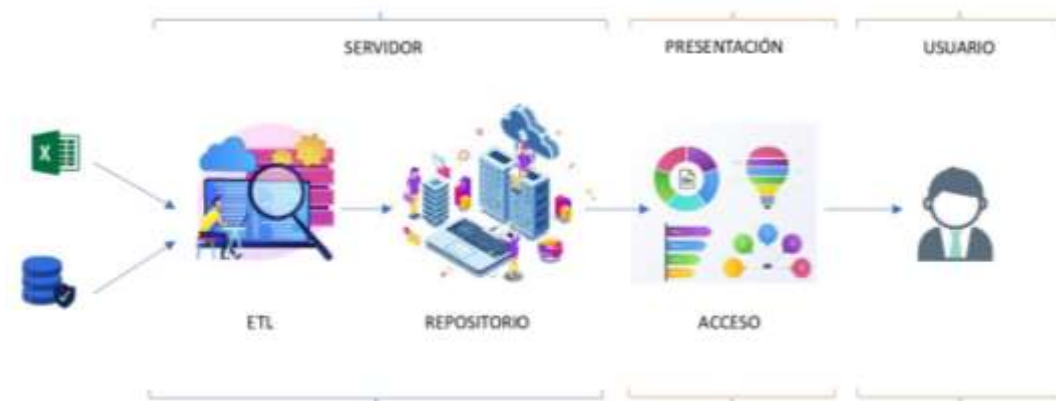 SERVIDOR
PRESENTACIÓN
USUARIO
X
ETL
REPOSITORIO
ACCESO